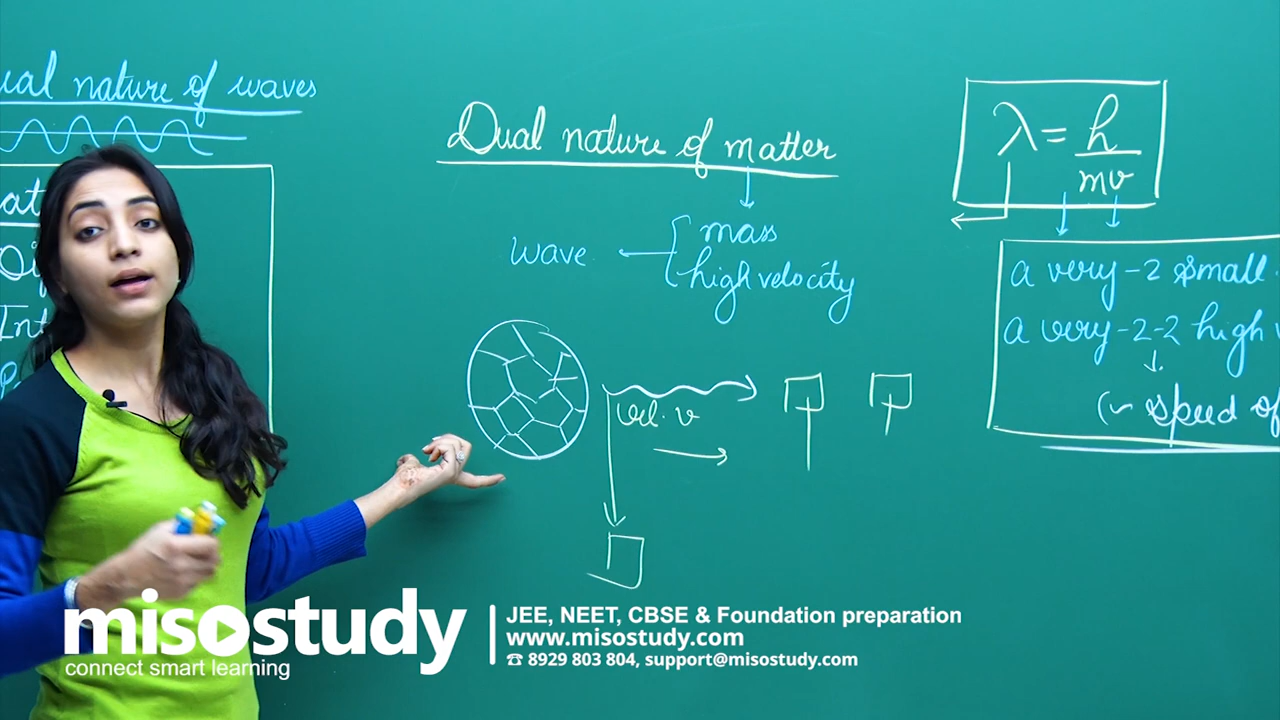 ual nature of waves
Dual nature of matter
λ = h
mv
wave
mass
high velocity
a very-2 small
a very-2-2 high
(~ speed of
vel. v
misostudy
connect smart learning
JEE, NEET, CBSE & Foundation preparation
www.misostudy.com
☎ 8929 803 804, support@misostudy.com